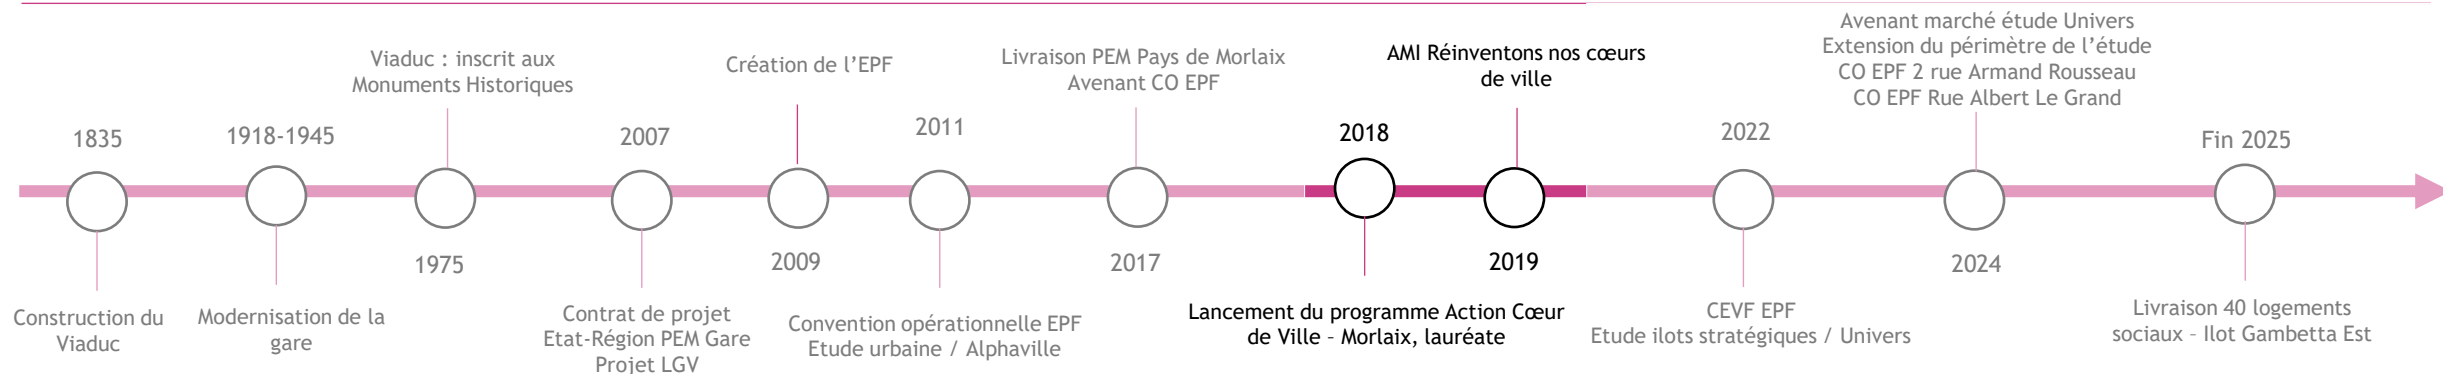 1835
Construction du
Viaduc
1918-1945
Modernisation de la
gare
Viaduc : inscrit aux
Monuments Historiques
1975
2007
Contrat de projet
Etat-Région PEM Gare
Projet LGV
Création de l’EPF
2009
2011
Convention opérationnelle EPF
Etude urbaine / Alphaville
Livraison PEM Pays de Morlaix
Avenant CO EPF
2017
2018
Lancement du programme Action Cœur
de Ville – Morlaix, lauréate
AMI Réinventons nos cœurs
de ville
2019
2022
CEVF EPF
Etude ilots stratégiques / Univers
Avenant marché étude Univers
Extension du périmètre de l’étude
CO EPF 2 rue Armand Rousseau
CO EPF Rue Albert Le Grand
2024
Fin 2025
Livraison 40 logements
sociaux – Ilot Gambetta Est